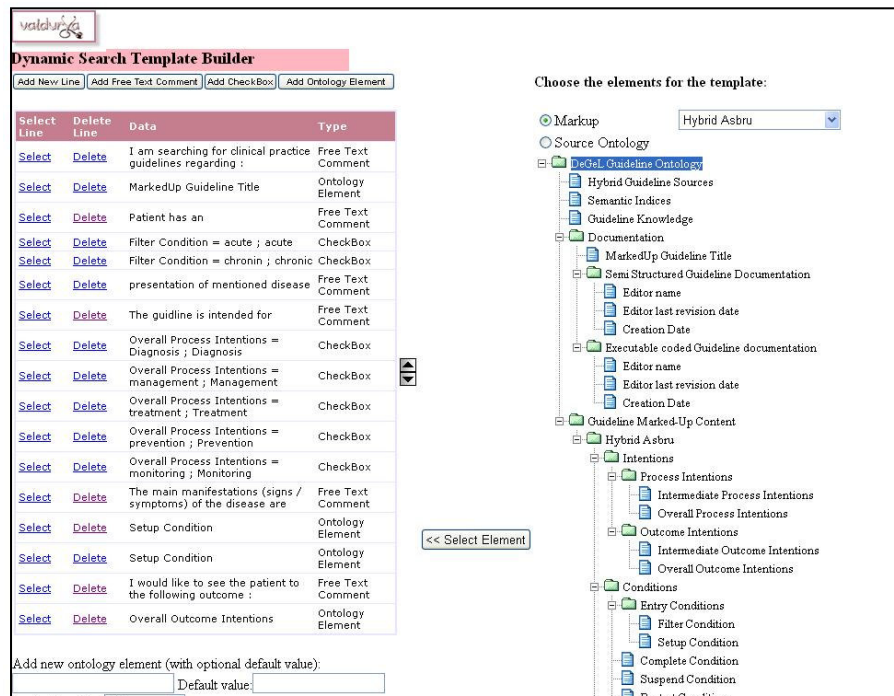 valdurya
Dynamic Search Template Builder
Add New Line Add Free Text Comment Add CheckBox Add Ontology Element
Select Line Delete Line Data Type
Select Delete I am searching for clinical practice guidelines regarding : Free Text Comment
Select Delete MarkedUp Guideline Title Ontology Element
Select Delete Patient has an Free Text Comment
Select Delete Filter Condition = acute ; acute CheckBox
Select Delete Filter Condition = chronin ; chronic CheckBox
Select Delete presentation of mentioned disease Free Text Comment
Select Delete The guidline is intended for Free Text Comment
Select Delete Overall Process Intentions = Diagnosis ; Diagnosis CheckBox
Select Delete Overall Process Intentions = management ; Management CheckBox
Select Delete Overall Process Intentions = treatment ; Treatment CheckBox
Select Delete Overall Process Intentions = prevention ; Prevention CheckBox
Select Delete Overall Process Intentions = monitoring ; Monitoring CheckBox
Select Delete The main manifestations (signs / symptoms) of the disease are Free Text Comment
Select Delete Setup Condition Ontology Element
Select Delete Setup Condition Ontology Element
Select Delete I would like to see the patient to the following outcome : Free Text Comment
Select Delete Overall Outcome Intentions Ontology Element
Add new ontology element (with optional default value):
Default value:
<< Select Element
Choose the elements for the template:
Markup Hybrid Asbru
Source Ontology
DeGeL Guideline Ontology
Hybrid Guideline Sources
Semantic Indices
Guideline Knowledge
Documentation
MarkedUp Guideline Title
Semi Structured Guideline Documentation
Editor name
Editor last revision date
Creation Date
Executable coded Guideline documentation
Editor name
Editor last revision date
Creation Date
Guideline Marked-Up Content
Hybrid Asbru
Intentions
Process Intentions
Intermediate Process Intentions
Overall Process Intentions
Outcome Intentions
Intermediate Outcome Intentions
Overall Outcome Intentions
Conditions
Entry Conditions
Filter Condition
Setup Condition
Complete Condition
Suspend Condition